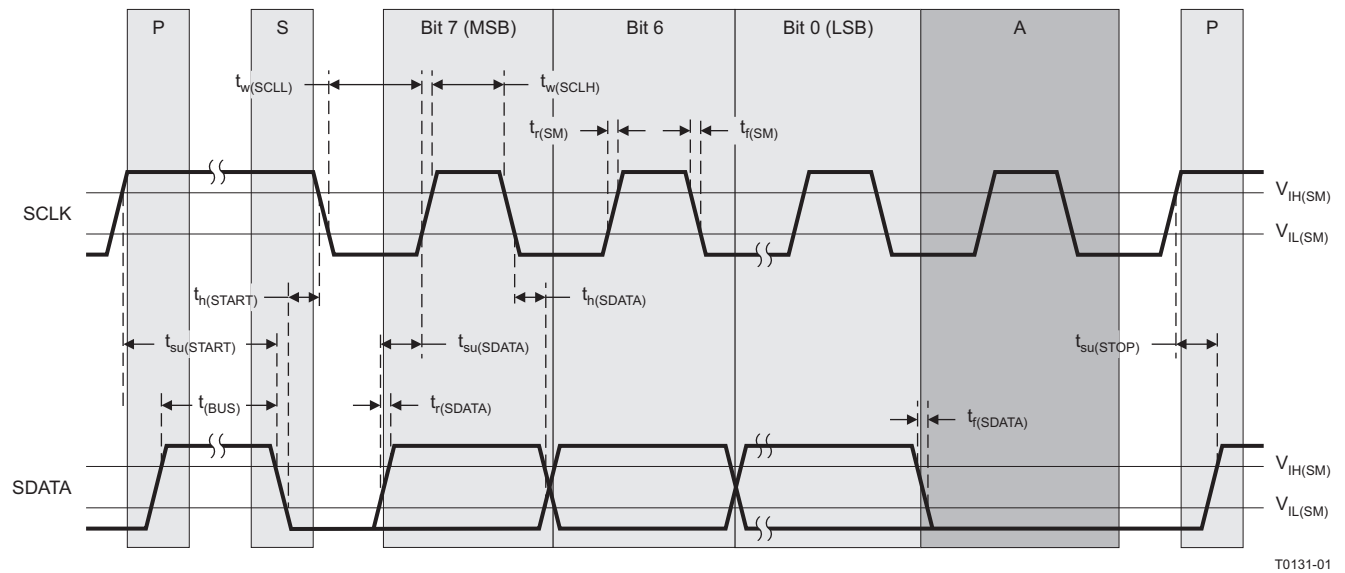 P S Bit 7 (MSB) Bit 6 Bit 0 (LSB) A P
tw(SCLL) tw(SCLH)
tr(SM) tf(SM)
SCLK
VIH(SM)
VIL(SM)
th(START) th(SDATA)
tsu(START) tsu(SDATA) tsu(STOP)
t(BUS) tr(SDATA) tf(SDATA)
SDATA
VIH(SM)
VIL(SM)
T0131-01